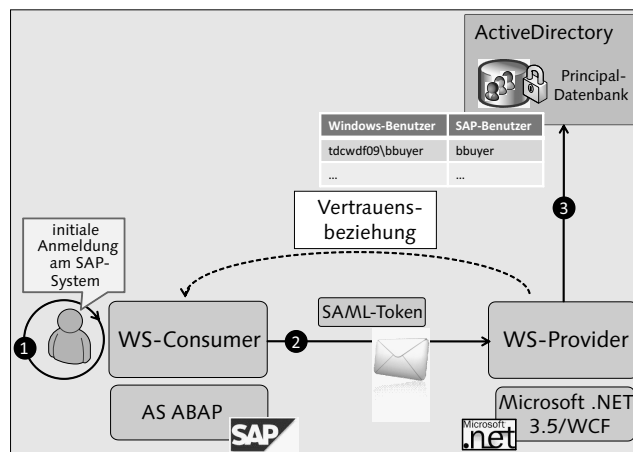 ActiveDirectory
Principal-
Datenbank
Windows-Benutzer SAP-Benutzer
tdcwdf09\bbuyer bbuyer
... ...
3
Vertrauens-
beziehung
initiale
Anmeldung
am SAP-
System
SAML-Token
1
WS-Consumer
2
WS-Provider
AS ABAP
SAP
Microsoft .NET
3.5/WCF
Microsoft
.net